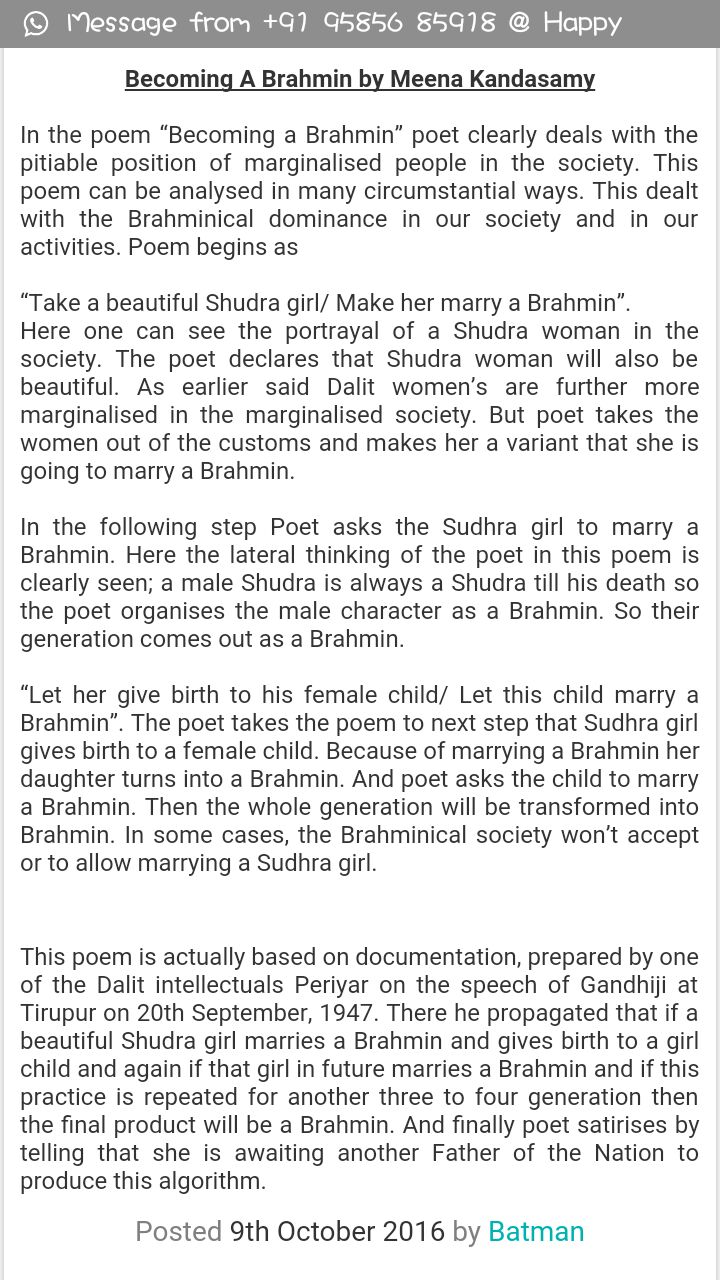 Message from +91 95856 85918 @ Happy
Becoming A Brahmin by Meena Kandasamy
In the poem “Becoming a Brahmin” poet clearly deals with the
pitiable position of marginalised people in the society. This
poem can be analysed in many circumstantial ways. This dealt
with the Brahminical dominance in our society and in our
activities. Poem begins as
“Take a beautiful Shudra girl/ Make her marry a Brahmin”.
Here one can see the portrayal of a Shudra woman in the
society. The poet declares that Shudra woman will also be
beautiful. As earlier said Dalit women’s are further more
marginalised in the marginalised society. But poet takes the
women out of the customs and makes her a variant that she is
going to marry a Brahmin.
In the following step Poet asks the Sudhra girl to marry a
Brahmin. Here the lateral thinking of the poet in this poem is
clearly seen; a male Shudra is always a Shudra till his death so
the poet organises the male character as a Brahmin. So their
generation comes out as a Brahmin.
“Let her give birth to his female child/ Let this child marry a
Brahmin”. The poet takes the poem to next step that Sudhra girl
gives birth to a female child. Because of marrying a Brahmin her
daughter turns into a Brahmin. And poet asks the child to marry
a Brahmin. Then the whole generation will be transformed into
Brahmin. In some cases, the Brahminical society won’t accept
or to allow marrying a Sudhra girl.
This poem is actually based on documentation, prepared by one
of the Dalit intellectuals Periyar on the speech of Gandhiji at
Tirupur on 20th September, 1947. There he propagated that if a
beautiful Shudra girl marries a Brahmin and gives birth to a girl
child and again if that girl in future marries a Brahmin and if this
practice is repeated for another three to four generation then
the final product will be a Brahmin. And finally poet satirises by
telling that she is awaiting another Father of the Nation to
produce this algorithm.
Posted 9th October 2016 by Batman